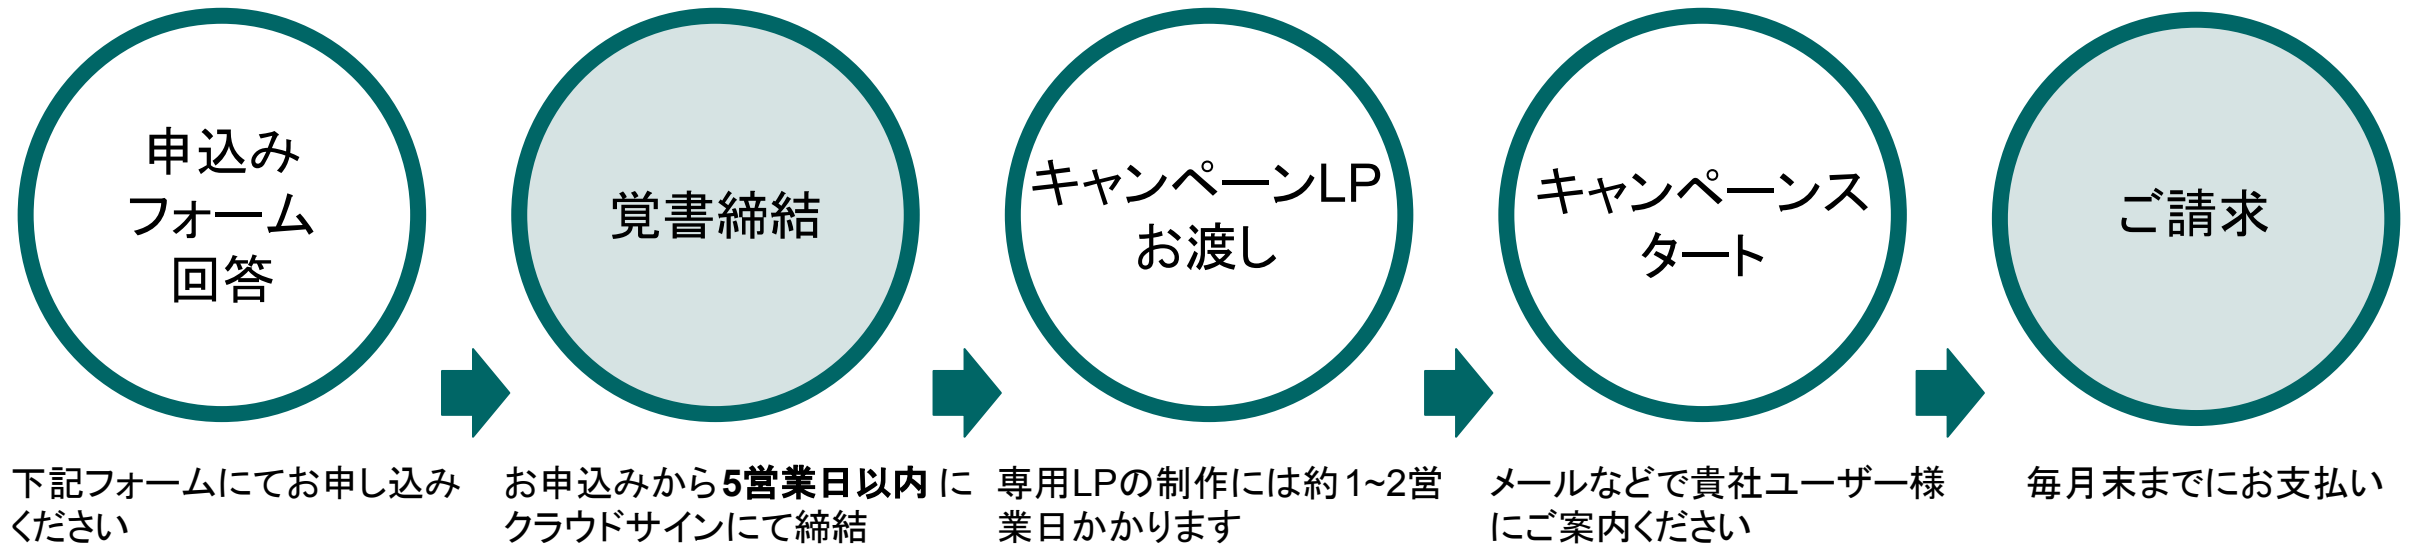 申込み
フォーム
回答
覚書締結
キャンペーンLP
お渡し
キャンペーンス
タート
ご請求
下記フォームにてお申し込み
ください
お申込みから5営業日以内に
クラウドサインにて締結
専用LPの制作には約1~2営
業日かかります
メールなどで貴社ユーザー様
にご案内ください
毎月末までにお支払い